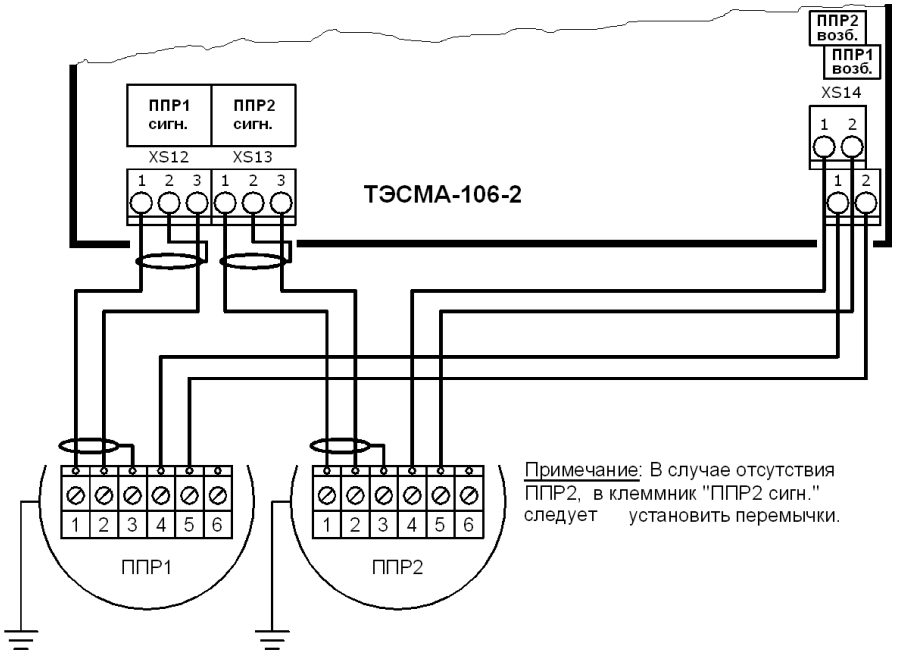 ППР2
возб.
ППР1
возб.
XS14
1 2
1 2
ППР1
сигн.
ППР2
сигн.
XS12 XS13
1 2 3 1 2 3
ТЭСМА-106-2
Примечание: В случае отсутствия
ППР2, в клеммник "ППР2 сигн."
следует установить перемычки.
1 2 3 4 5 6
ППР1
1 2 3 4 5 6
ППР2